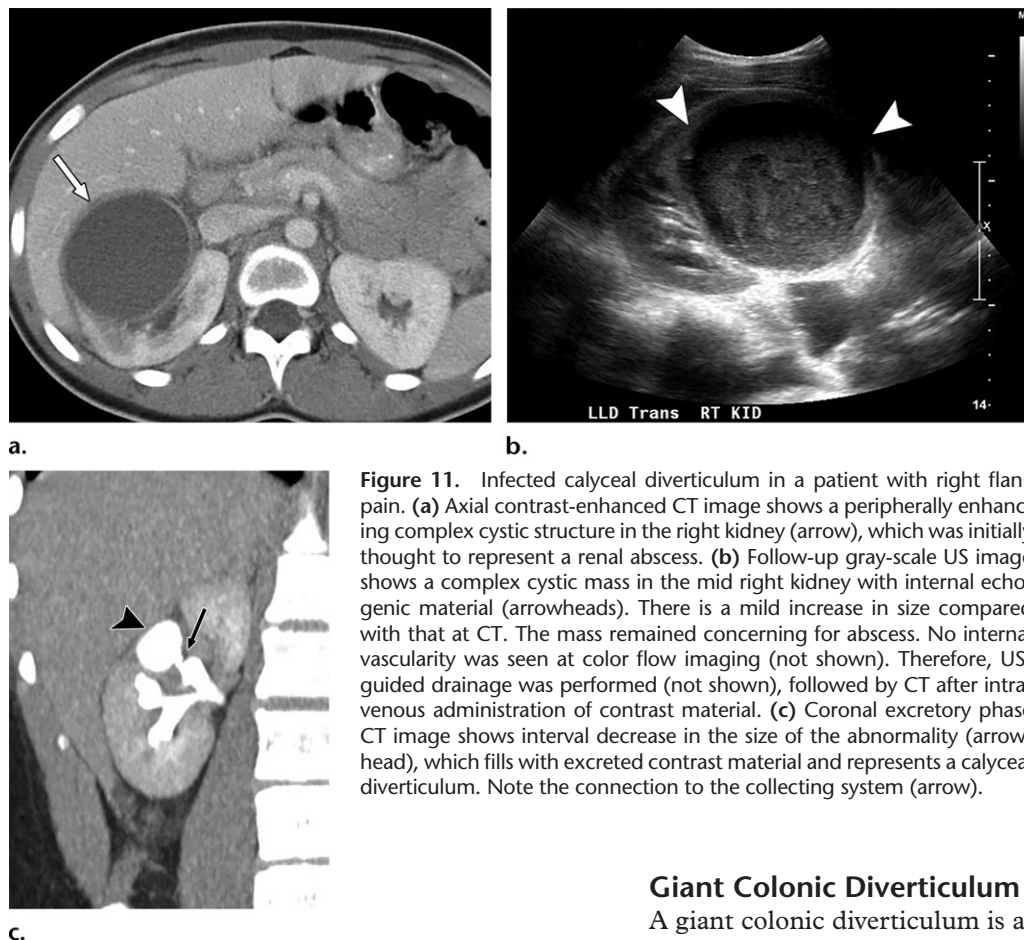 M
LLD Trans RT KID
x
14
a.
b.
Figure 11. Infected calyceal diverticulum in a patient with right flan
pain. (a) Axial contrast-enhanced CT image shows a peripherally enhanc
ing complex cystic structure in the right kidney (arrow), which was initially
thought to represent a renal abscess. (b) Follow-up gray-scale US image
shows a complex cystic mass in the mid right kidney with internal echo
genic material (arrowheads). There is a mild increase in size compared
with that at CT. The mass remained concerning for abscess. No interna
vascularity was seen at color flow imaging (not shown). Therefore, US
guided drainage was performed (not shown), followed by CT after intra
venous administration of contrast material. (c) Coronal excretory phase
CT image shows interval decrease in the size of the abnormality (arrow
head), which fills with excreted contrast material and represents a calycea
diverticulum. Note the connection to the collecting system (arrow).
c.
Giant Colonic Diverticulum
A giant colonic diverticulum is a